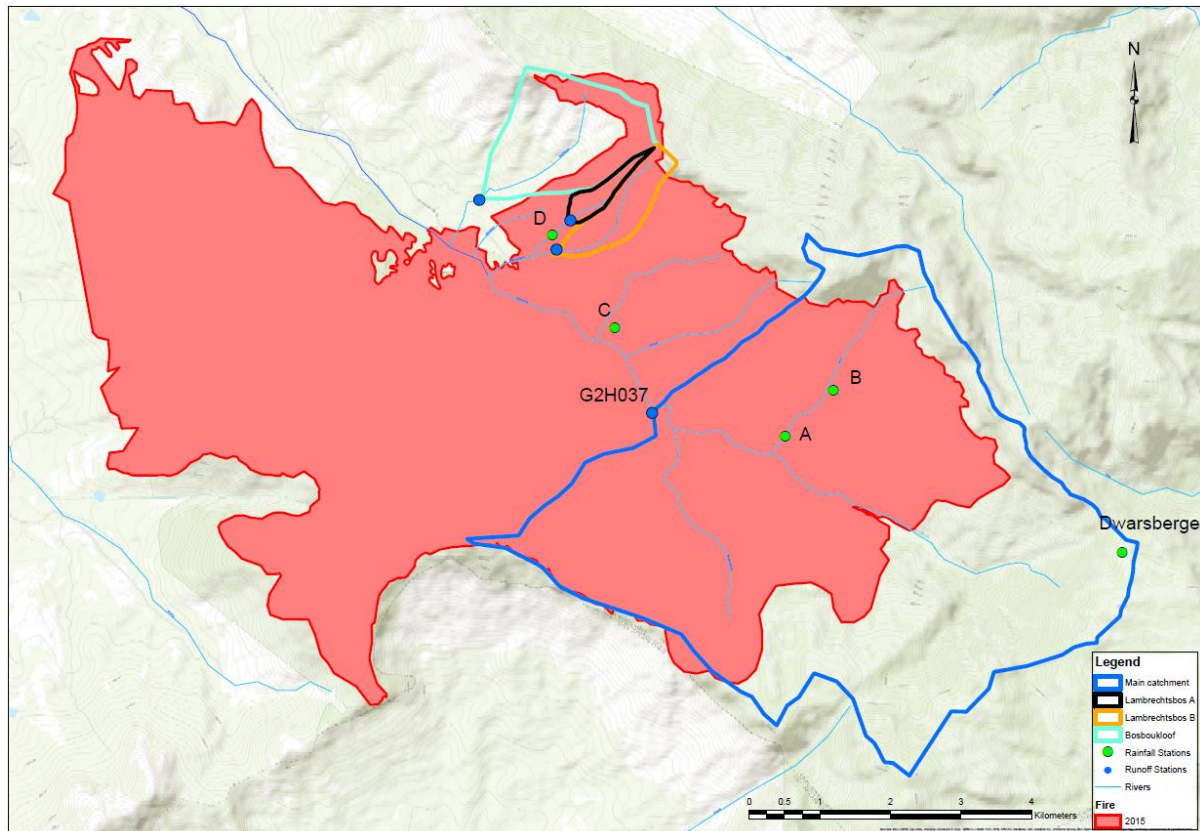 N
D
C
B
G2H037
A
Dwarsberge
Legend
Main catchment
Lambrechtsbos A
Lambrechtsbos B
Bosboukloof
Rainfall Stations
Runoff Stations
Rivers
Fire
2015
0 0.5 1 2 3 4
Kilometers